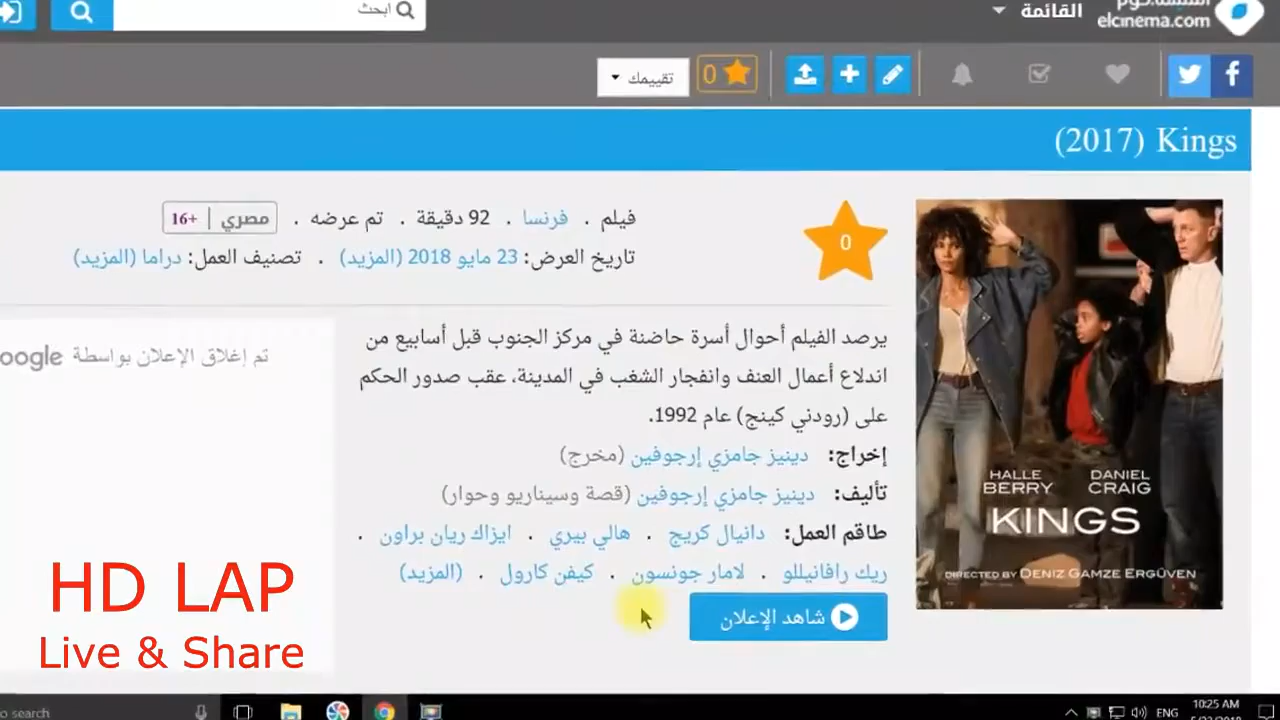 ابحث
القائمة
elcinema.com
تقييمك
0
(2017) Kings
فيلم . فرنسا . 92 دقيقة . تم عرضه . مصري | +16
تاريخ العرض: 23 مايو 2018 (المزيد) . تصنيف العمل: دراما (المزيد)
0
يرصد الفيلم أحوال أسرة حاضنة في مركز الجنوب قبل أسابيع من
اندلاع أعمال العنف وانفجار الشغب في المدينة، عقب صدور الحكم
على (رودني كينج) عام 1992.
إخراج: دينيز جامزي إرجوفين (مخرج)
تأليف: دينيز جامزي إرجوفين (قصة وسيناريو وحوار)
طاقم العمل: دانيال كريج . هالي بيري . ايزاك ريان براون .
ريك رافانيللو . لامار جونسون . كيفن كارول . (المزيد)
شاهد الإعلان
تم إغلاق الإعلان بواسطة oogle
HALLE BERRY
DANIEL CRAIG
KINGS
DIRECTED BY DENIZ GAMZE ERGÜVEN
HD LAP
Live & Share
o search
ENG
10:25 AM